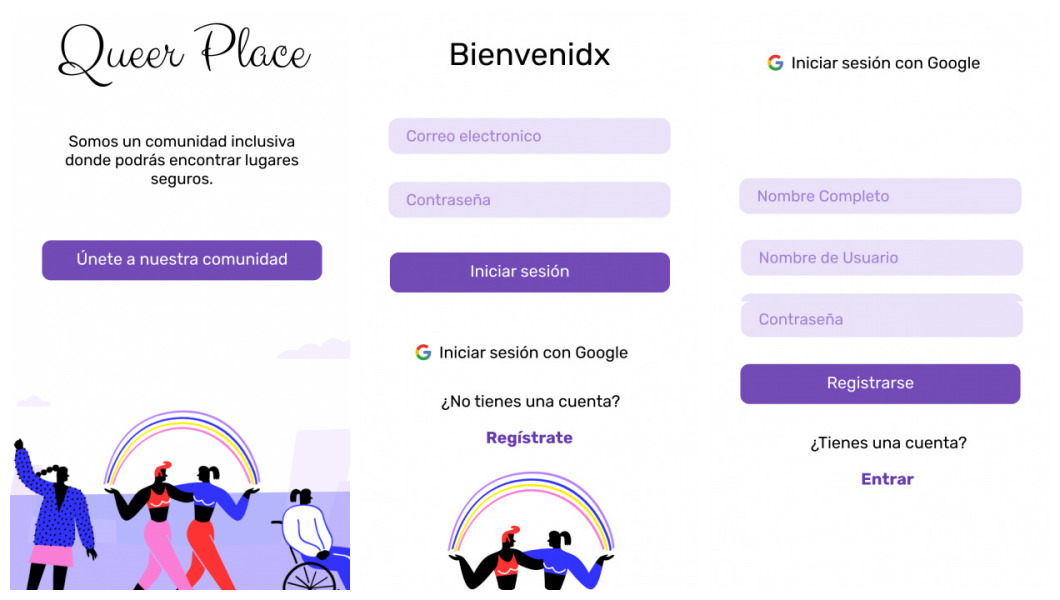 Queer Place
Somos un comunidad inclusiva
donde podrás encontrar lugares
seguros.
Únete a nuestra comunidad
Bienvenidx
Correo electronico
Contraseña
Iniciar sesión
Iniciar sesión con Google
¿No tienes una cuenta?
Regístrate
Iniciar sesión con Google
Nombre Completo
Nombre de Usuario
Contraseña
Registrarse
¿Tienes una cuenta?
Entrar